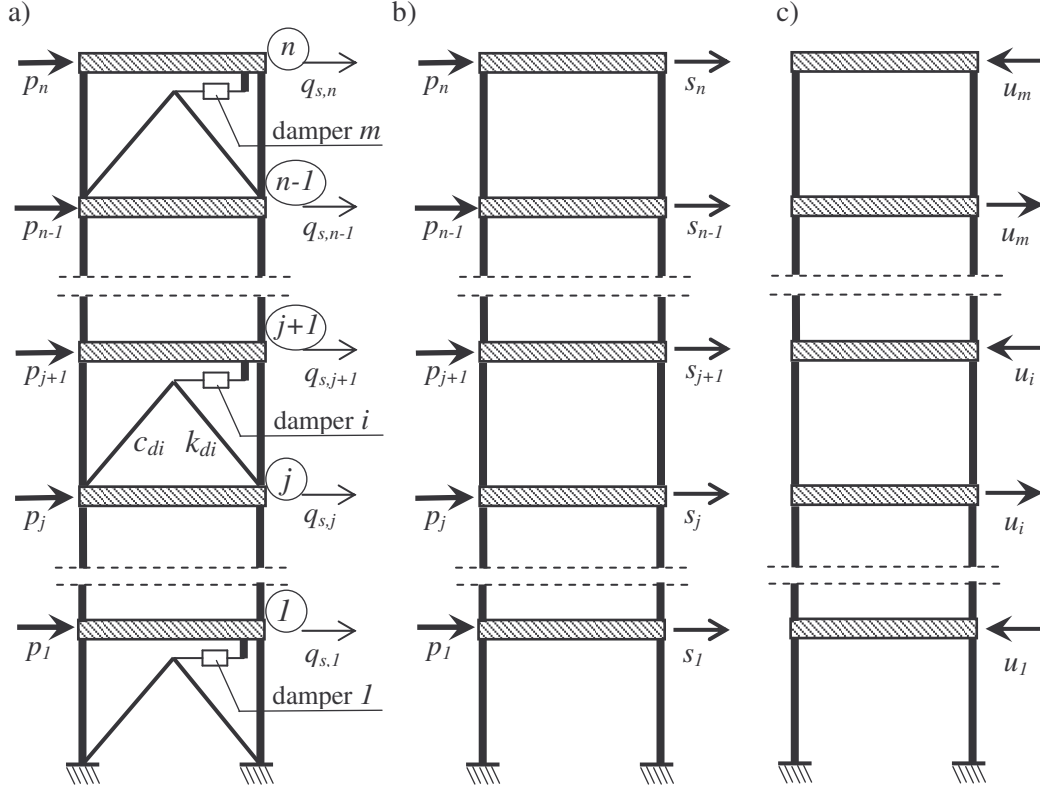 a)
b)
c)
n
p_n
q_{s,n}
damper m
n-1
p_{n-1}
q_{s,n-1}
j+1
p_{j+1}
q_{s,j+1}
damper i
c_{di}
k_{di}
j
p_j
q_{s,j}
1
p_1
q_{s,1}
damper 1
p_n
s_n
p_{n-1}
s_{n-1}
p_{j+1}
s_{j+1}
p_j
s_j
p_1
s_1
u_m
u_m
u_i
u_i
u_1